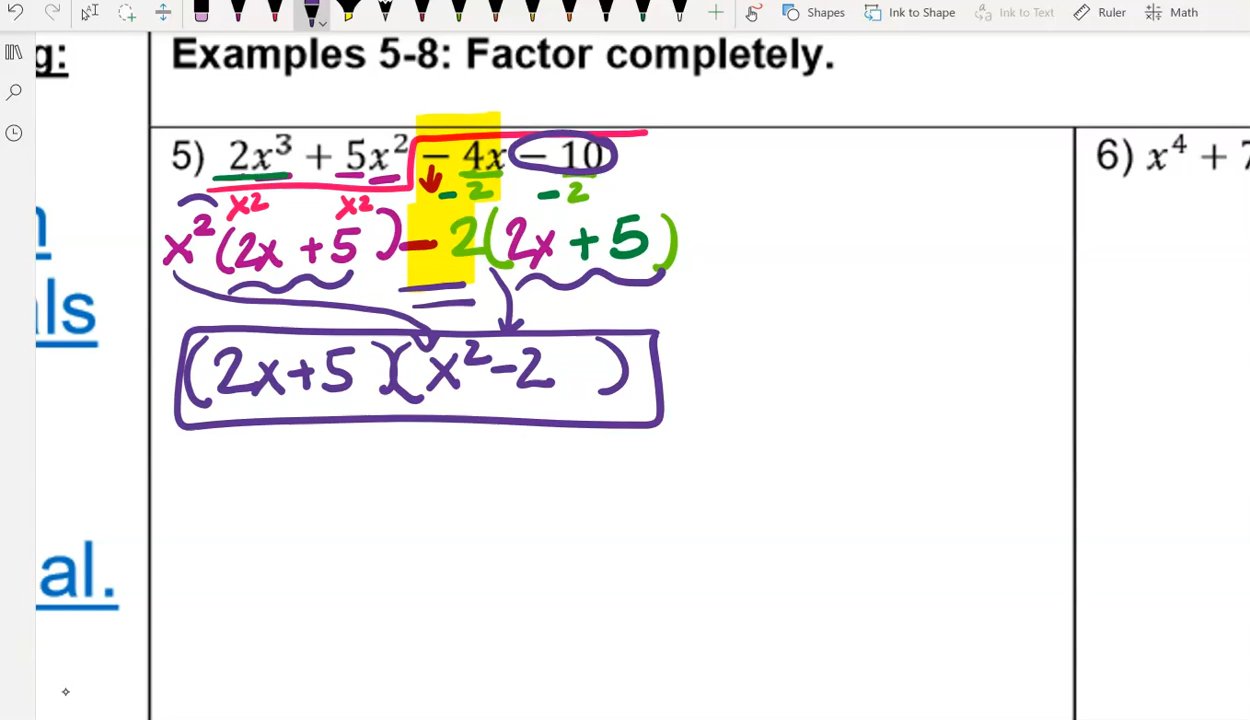 Shapes Ink to Shape Ink to Text Ruler Math
g:
Examples 5-8: Factor completely.
5) 2x³ + 5x² − 4x − 10
6) x⁴ + 7
x2 x2 -2 -2
x²(2x +5) - 2(2x +5)
als
(2x+5)(x²-2)
al.